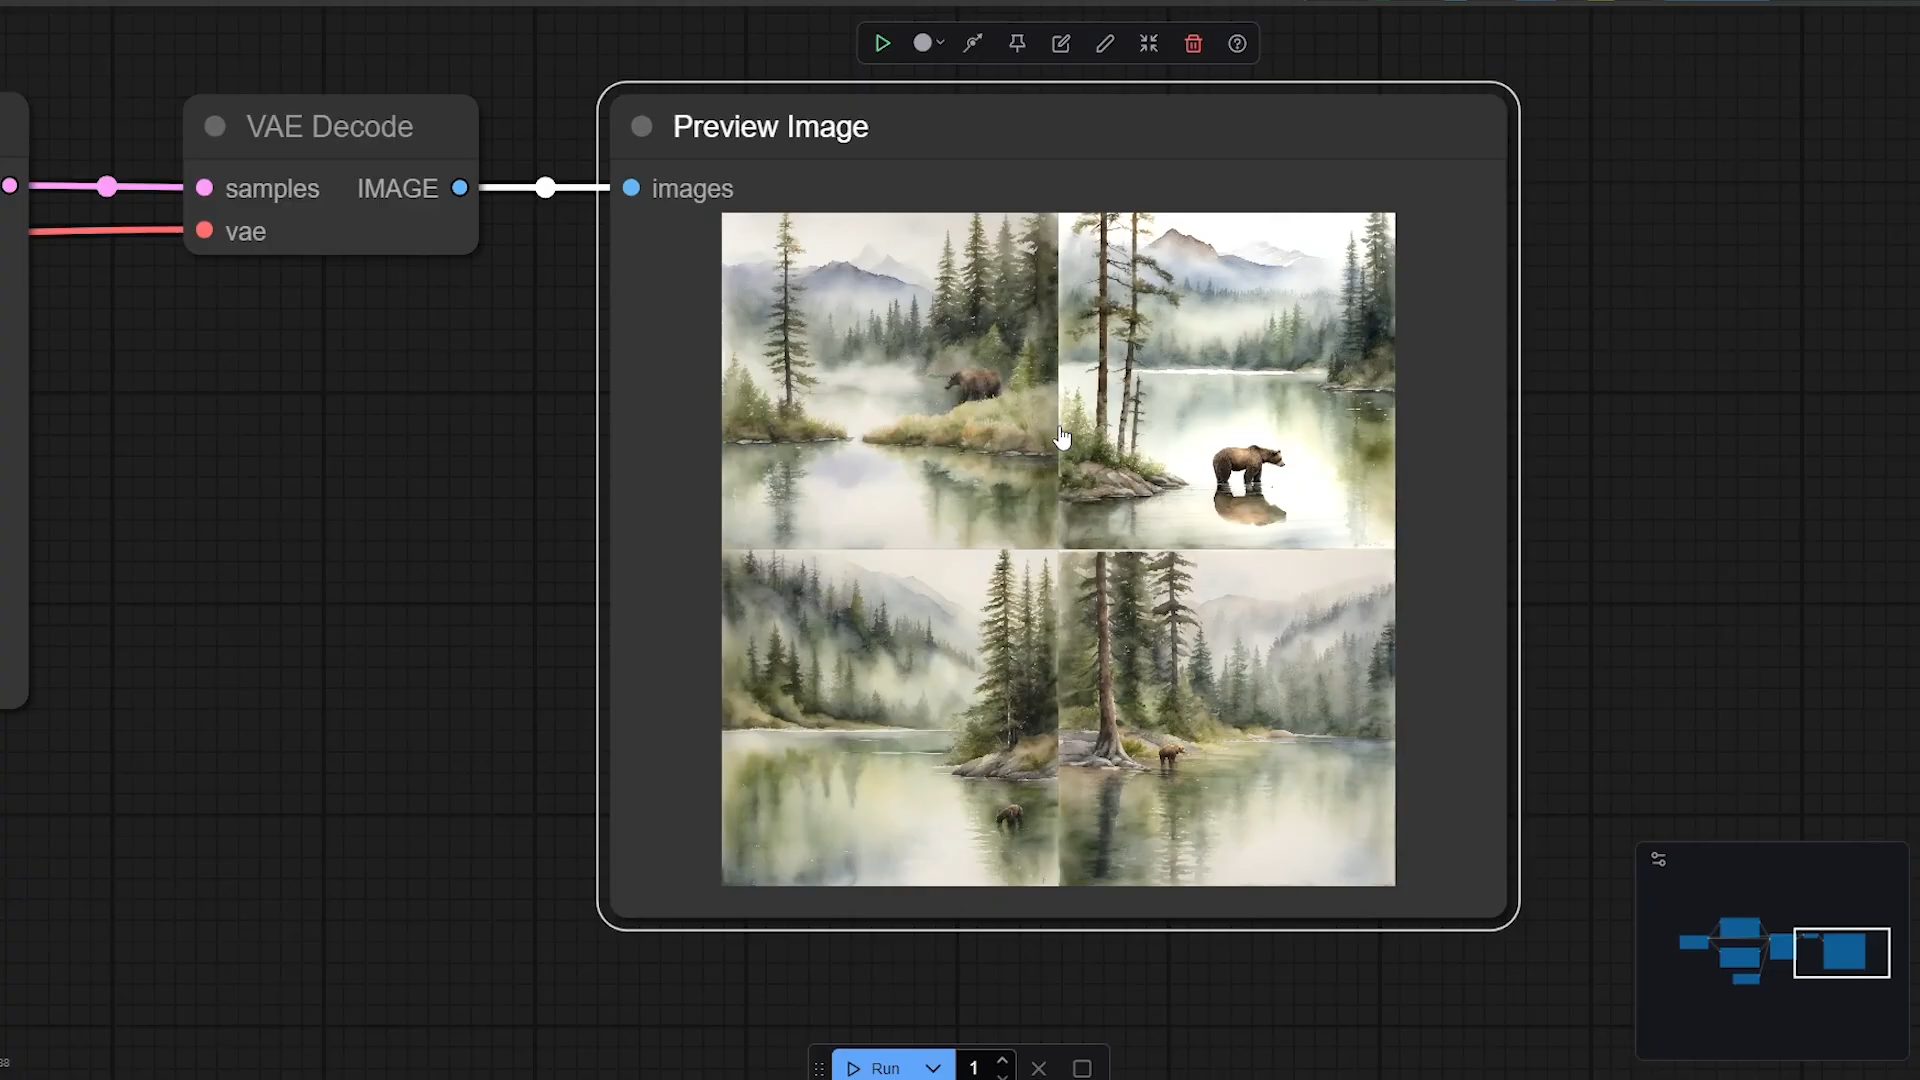 VAE Decode
Preview Image
samples IMAGE
images
vae
Run
1